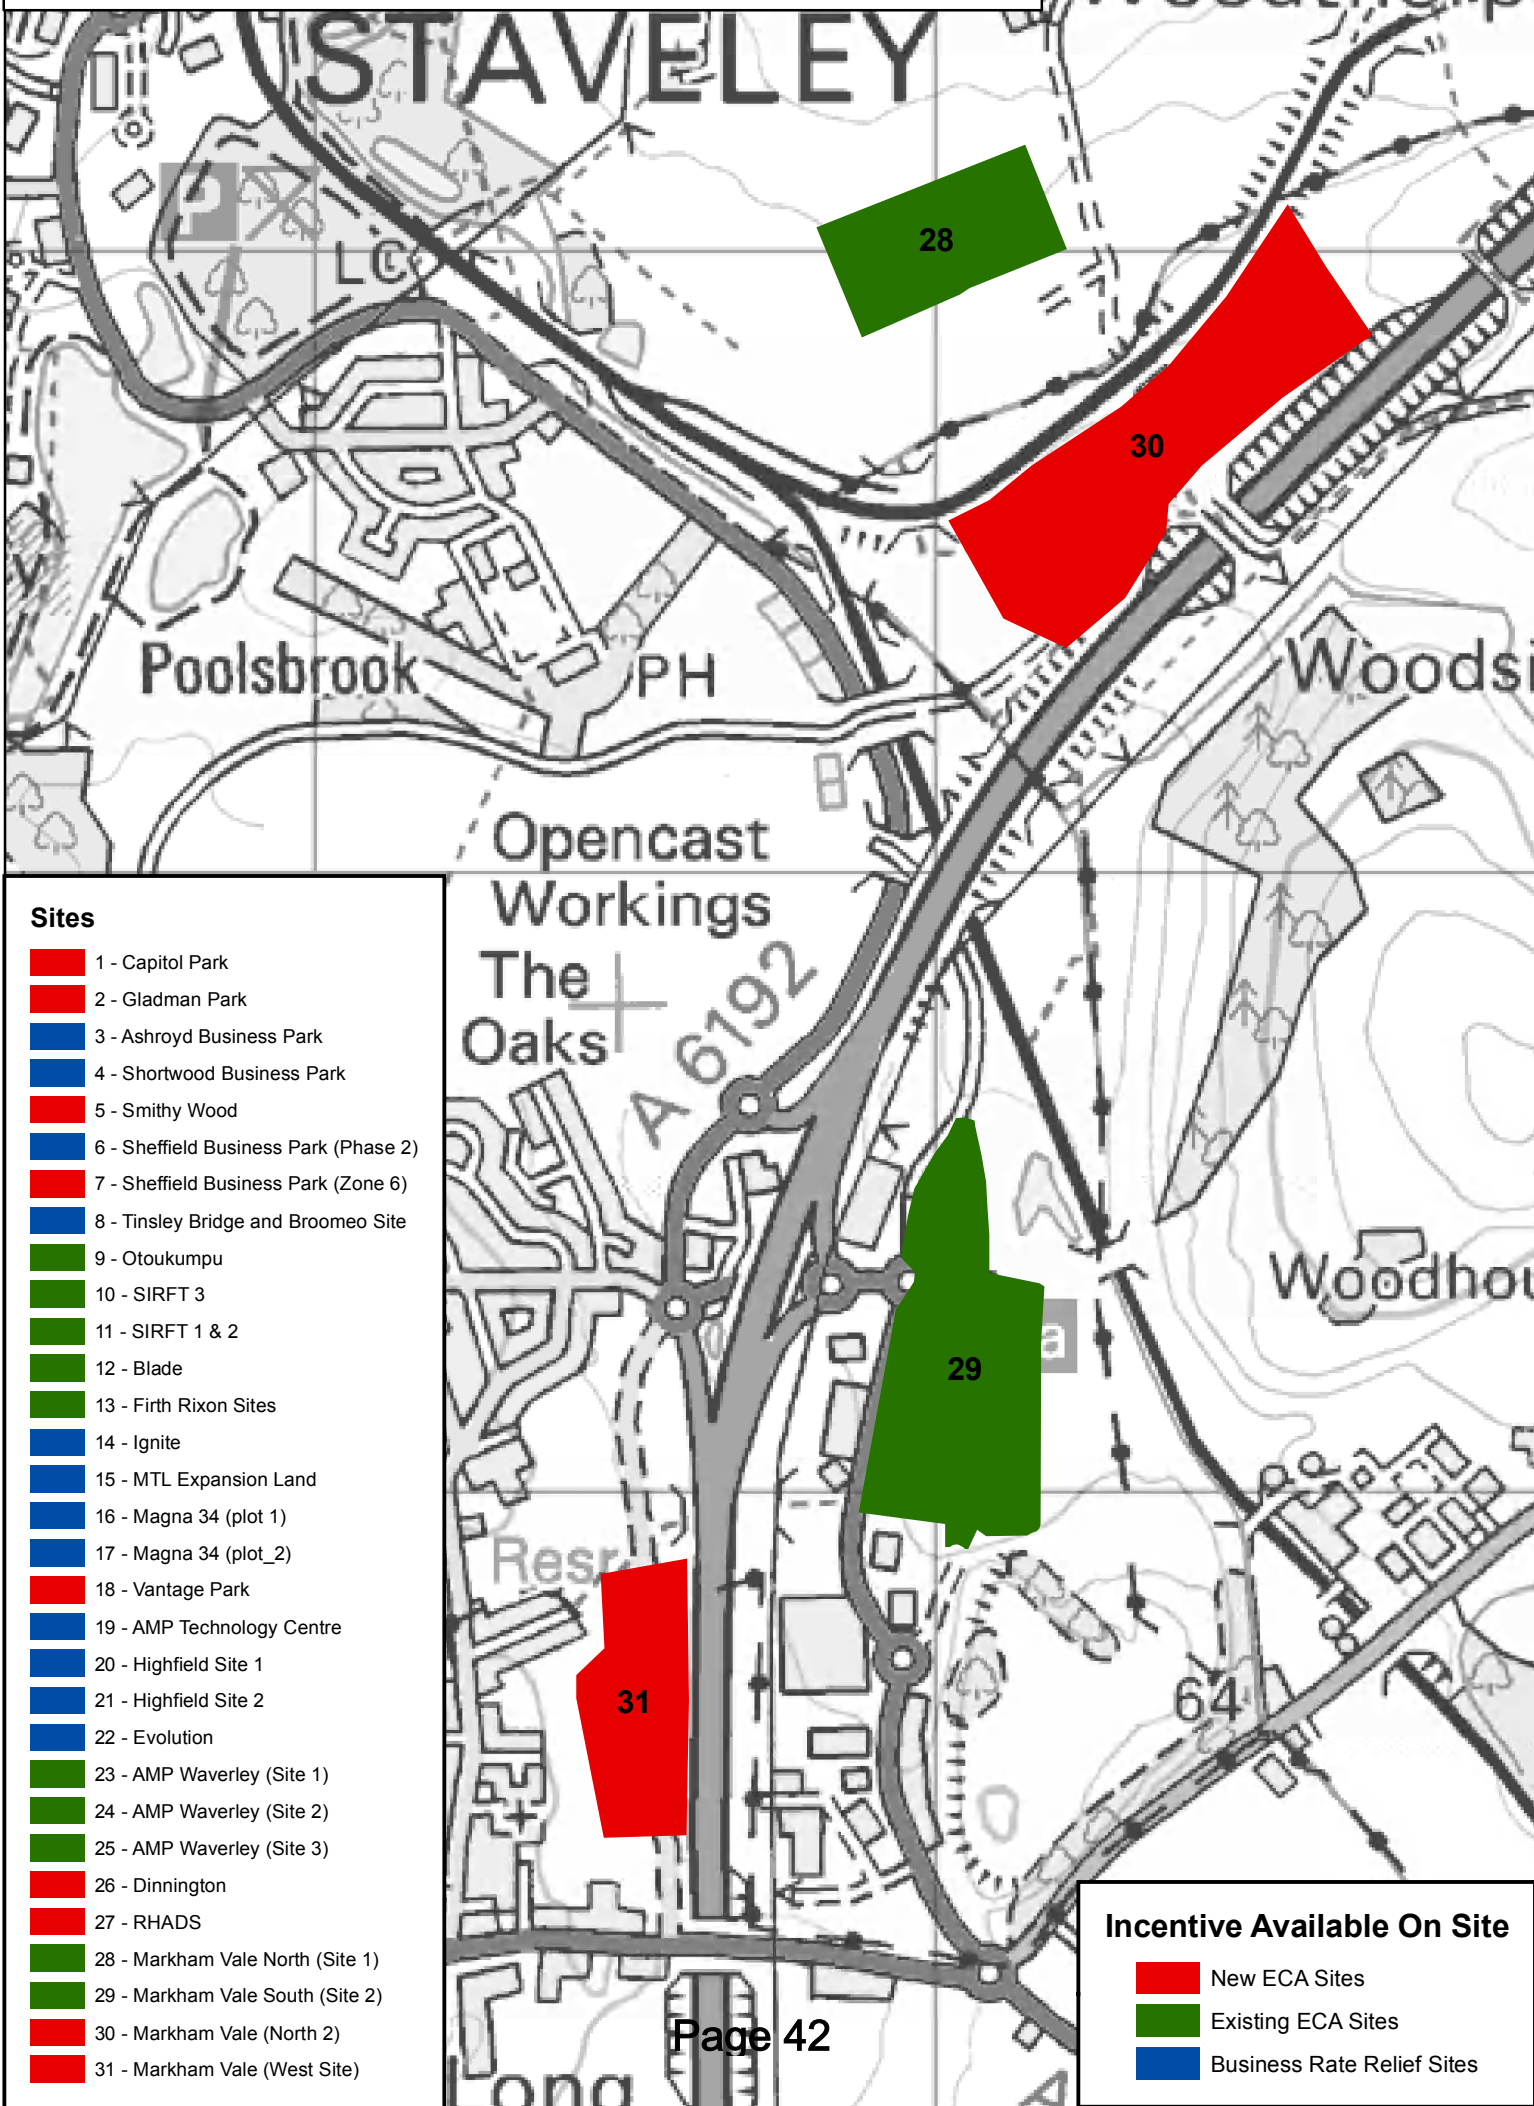 STAVELEY
P
LC
28
30
Poolsbrook
PH
Opencast
Workings
The
Oaks
A 6192
29
a
Resr
31
64
Sites
1 - Capitol Park
2 - Gladman Park
3 - Ashroyd Business Park
4 - Shortwood Business Park
5 - Smithy Wood
6 - Sheffield Business Park (Phase 2)
7 - Sheffield Business Park (Zone 6)
8 - Tinsley Bridge and Broomeo Site
9 - Otoukumpu
10 - SIRFT 3
11 - SIRFT 1 & 2
12 - Blade
13 - Firth Rixon Sites
14 - Ignite
15 - MTL Expansion Land
16 - Magna 34 (plot 1)
17 - Magna 34 (plot_2)
18 - Vantage Park
19 - AMP Technology Centre
20 - Highfield Site 1
21 - Highfield Site 2
22 - Evolution
23 - AMP Waverley (Site 1)
24 - AMP Waverley (Site 2)
25 - AMP Waverley (Site 3)
26 - Dinnington
27 - RHADS
28 - Markham Vale North (Site 1)
29 - Markham Vale South (Site 2)
30 - Markham Vale (North 2)
31 - Markham Vale (West Site)
Long
Page 42
Incentive Available On Site
New ECA Sites
Existing ECA Sites
Business Rate Relief Sites